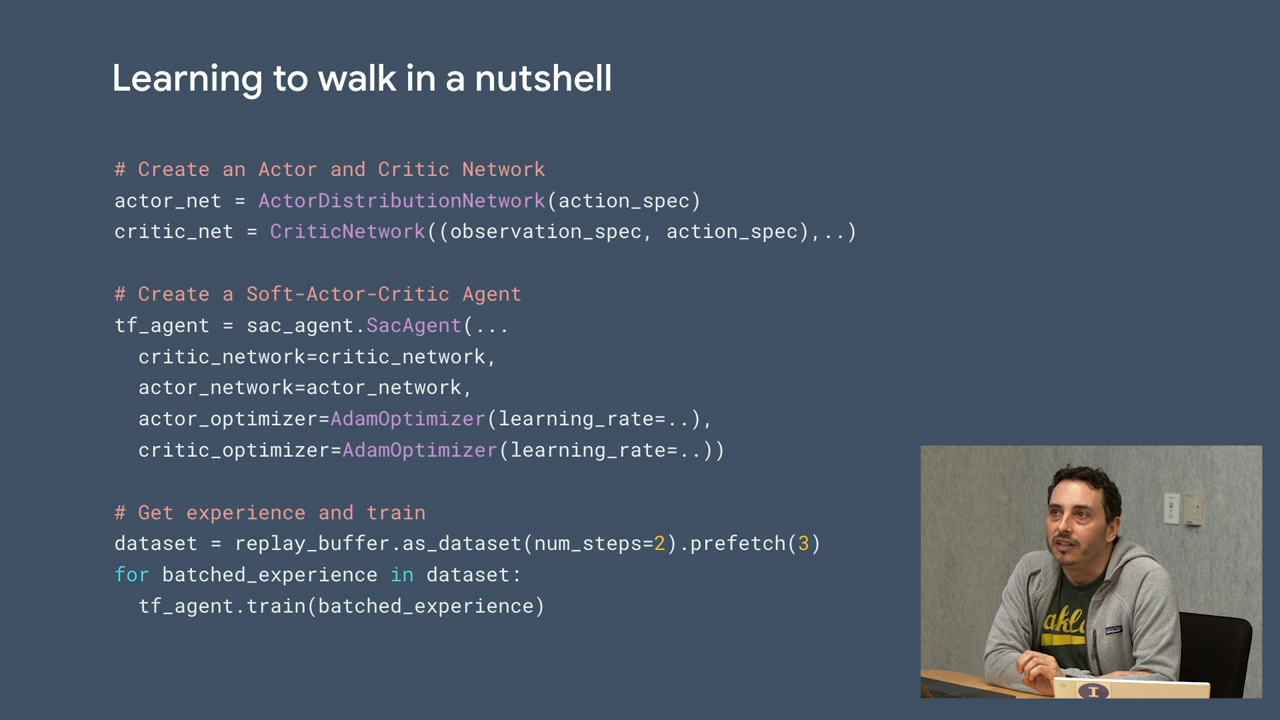 Learning to walk in a nutshell
# Create an Actor and Critic Network
actor_net = ActorDistributionNetwork(action_spec)
critic_net = CriticNetwork((observation_spec, action_spec),..)
# Create a Soft-Actor-Critic Agent
tf_agent = sac_agent.SacAgent(...
critic_network=critic_network,
actor_network=actor_network,
actor_optimizer=AdamOptimizer(learning_rate=..),
critic_optimizer=AdamOptimizer(learning_rate=..))
# Get experience and train
dataset = replay_buffer.as_dataset(num_steps=2).prefetch(3)
for batched_experience in dataset:
tf_agent.train(batched_experience)
I